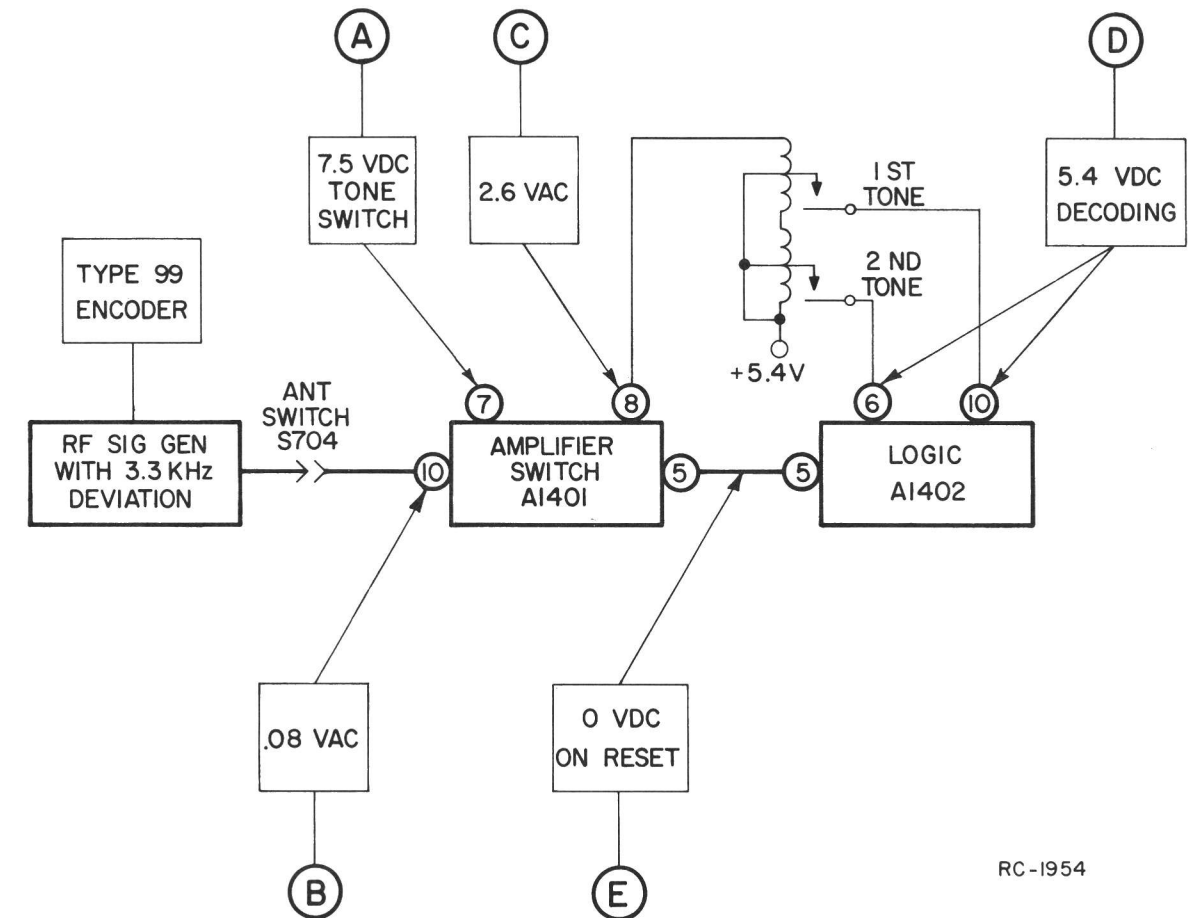 A
C
D
7.5 VDC
TONE
SWITCH
2.6 VAC
1 ST
TONE
2 ND
TONE
+5.4V
5.4 VDC
DECODING
TYPE 99
ENCODER
ANT
SWITCH
S704
7
8
6
10
RF SIG GEN
WITH 3.3 KHz
DEVIATION
10
AMPLIFIER
SWITCH
A1401
5
5
LOGIC
A1402
.08 VAC
0 VDC
ON RESET
B
E
RC-1954